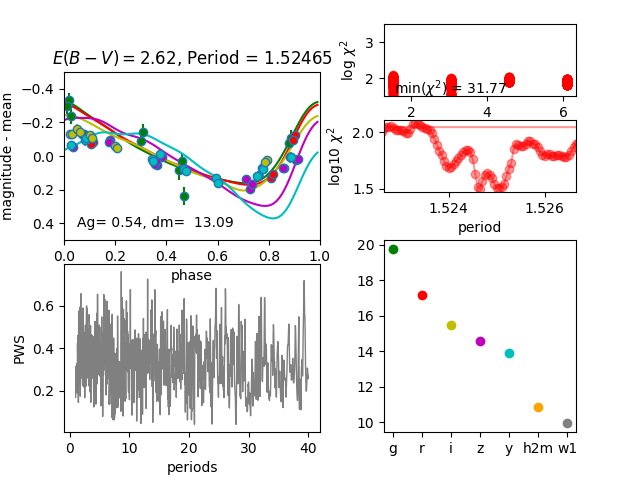 E(B − V) = 2.62, Period = 1.52465
magnitude - mean
−0.4
−0.2
0.0
0.2
0.4
Ag= 0.54, dm=  13.09
0.0 0.2 0.4 0.6 0.8 1.0
phase
log χ²
3
2
min(χ²) = 31.77
2 4 6
log10 χ²
2.0
1.5
1.524 1.526
period
PWS
0.6
0.4
0.2
0 10 20 30 40
periods
20
18
16
14
12
10
g r i z y h2m w1